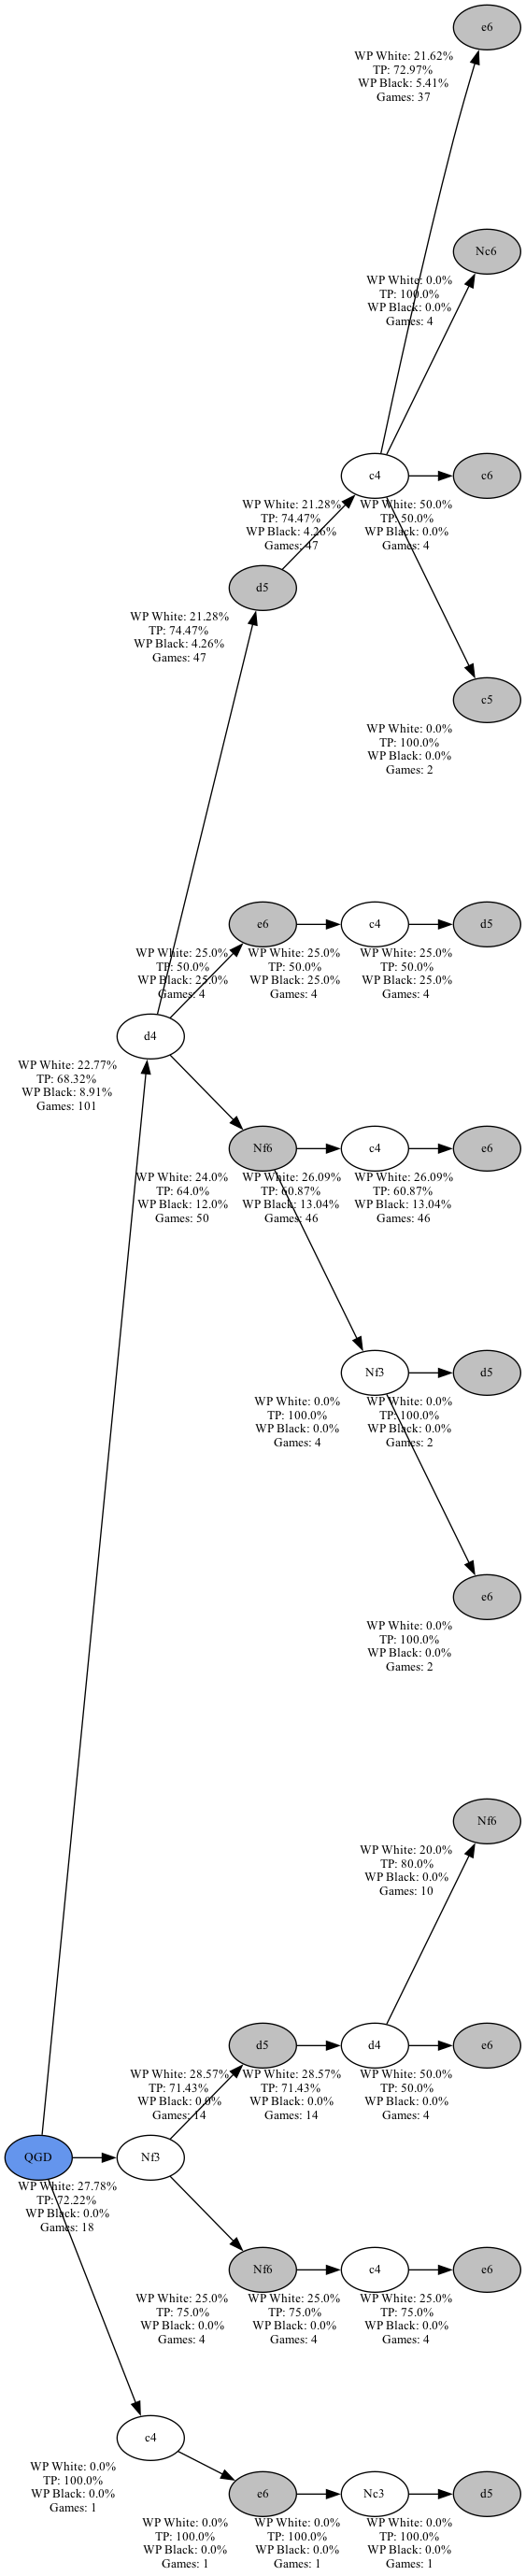 e6
WP White: 21.62%
TP: 72.97%
WP Black: 5.41%
Games: 37
Nc6
WP White: 0.0%
TP: 100.0%
WP Black: 0.0%
Games: 4
c4
c6
WP White: 21.28%
TP: 74.47%
WP Black: 4.26%
Games: 47
WP White: 50.0%
TP: 50.0%
WP Black: 0.0%
Games: 4
d5
WP White: 21.28%
TP: 74.47%
WP Black: 4.26%
Games: 47
c5
WP White: 0.0%
TP: 100.0%
WP Black: 0.0%
Games: 2
e6
c4
d5
WP White: 25.0%
TP: 50.0%
WP Black: 25.0%
Games: 4
WP White: 25.0%
TP: 50.0%
WP Black: 25.0%
Games: 4
WP White: 25.0%
TP: 50.0%
WP Black: 25.0%
Games: 4
d4
WP White: 22.77%
TP: 68.32%
WP Black: 8.91%
Games: 101
Nf6
c4
e6
WP White: 24.0%
TP: 64.0%
WP Black: 12.0%
Games: 50
WP White: 26.09%
TP: 60.87%
WP Black: 13.04%
Games: 46
WP White: 26.09%
TP: 60.87%
WP Black: 13.04%
Games: 46
Nf3
d5
WP White: 0.0%
TP: 100.0%
WP Black: 0.0%
Games: 4
WP White: 0.0%
TP: 100.0%
WP Black: 0.0%
Games: 2
e6
WP White: 0.0%
TP: 100.0%
WP Black: 0.0%
Games: 2
Nf6
WP White: 20.0%
TP: 80.0%
WP Black: 0.0%
Games: 10
d5
d4
e6
WP White: 28.57%
TP: 71.43%
WP Black: 0.0%
Games: 14
WP White: 28.57%
TP: 71.43%
WP Black: 0.0%
Games: 14
WP White: 50.0%
TP: 50.0%
WP Black: 0.0%
Games: 4
QGD
Nf3
WP White: 27.78%
TP: 72.22%
WP Black: 0.0%
Games: 18
Nf6
c4
e6
WP White: 25.0%
TP: 75.0%
WP Black: 0.0%
Games: 4
WP White: 25.0%
TP: 75.0%
WP Black: 0.0%
Games: 4
WP White: 25.0%
TP: 75.0%
WP Black: 0.0%
Games: 4
c4
WP White: 0.0%
TP: 100.0%
WP Black: 0.0%
Games: 1
e6
Nc3
d5
WP White: 0.0%
TP: 100.0%
WP Black: 0.0%
Games: 1
WP White: 0.0%
TP: 100.0%
WP Black: 0.0%
Games: 1
WP White: 0.0%
TP: 100.0%
WP Black: 0.0%
Games: 1